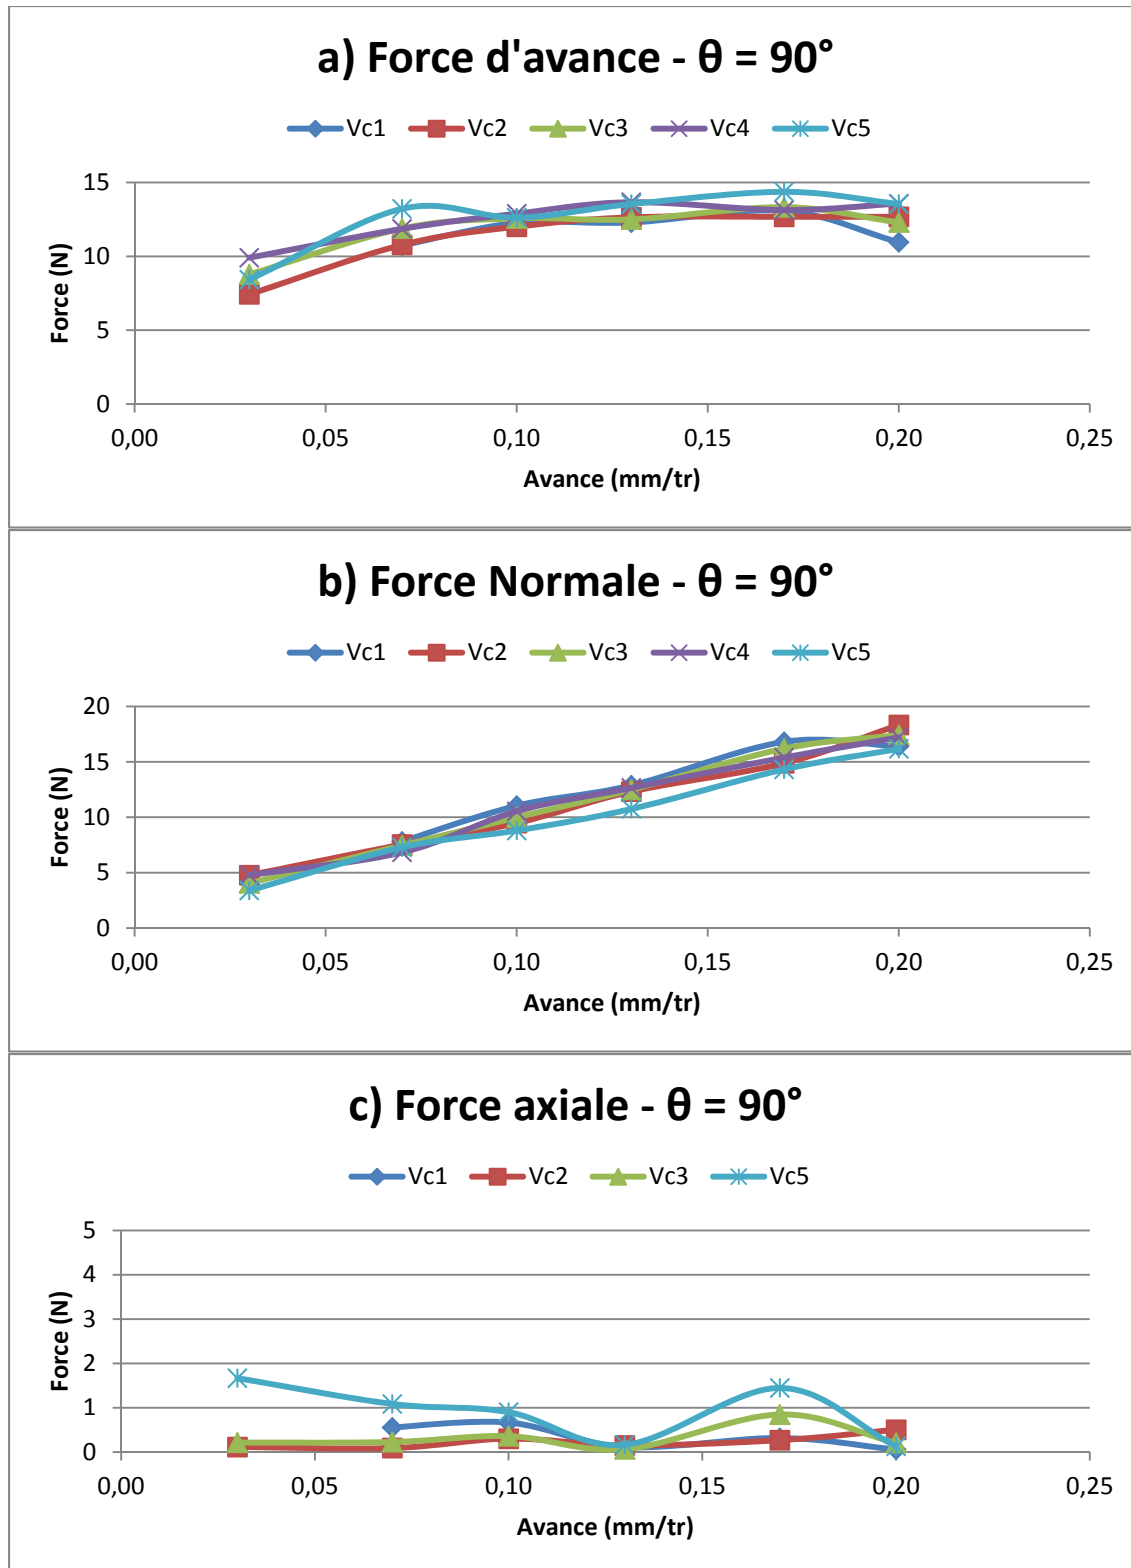 a) Force d'avance - θ = 90°
Vc1 Vc2 Vc3 Vc4 Vc5
15
10
5
0
Force (N)
0,00 0,05 0,10 0,15 0,20 0,25
Avance (mm/tr)
b) Force Normale - θ = 90°
Vc1 Vc2 Vc3 Vc4 Vc5
20
15
10
5
0
Force (N)
0,00 0,05 0,10 0,15 0,20 0,25
Avance (mm/tr)
c) Force axiale - θ = 90°
Vc1 Vc2 Vc3 Vc5
5
4
3
2
1
0
Force (N)
0,00 0,05 0,10 0,15 0,20 0,25
Avance (mm/tr)